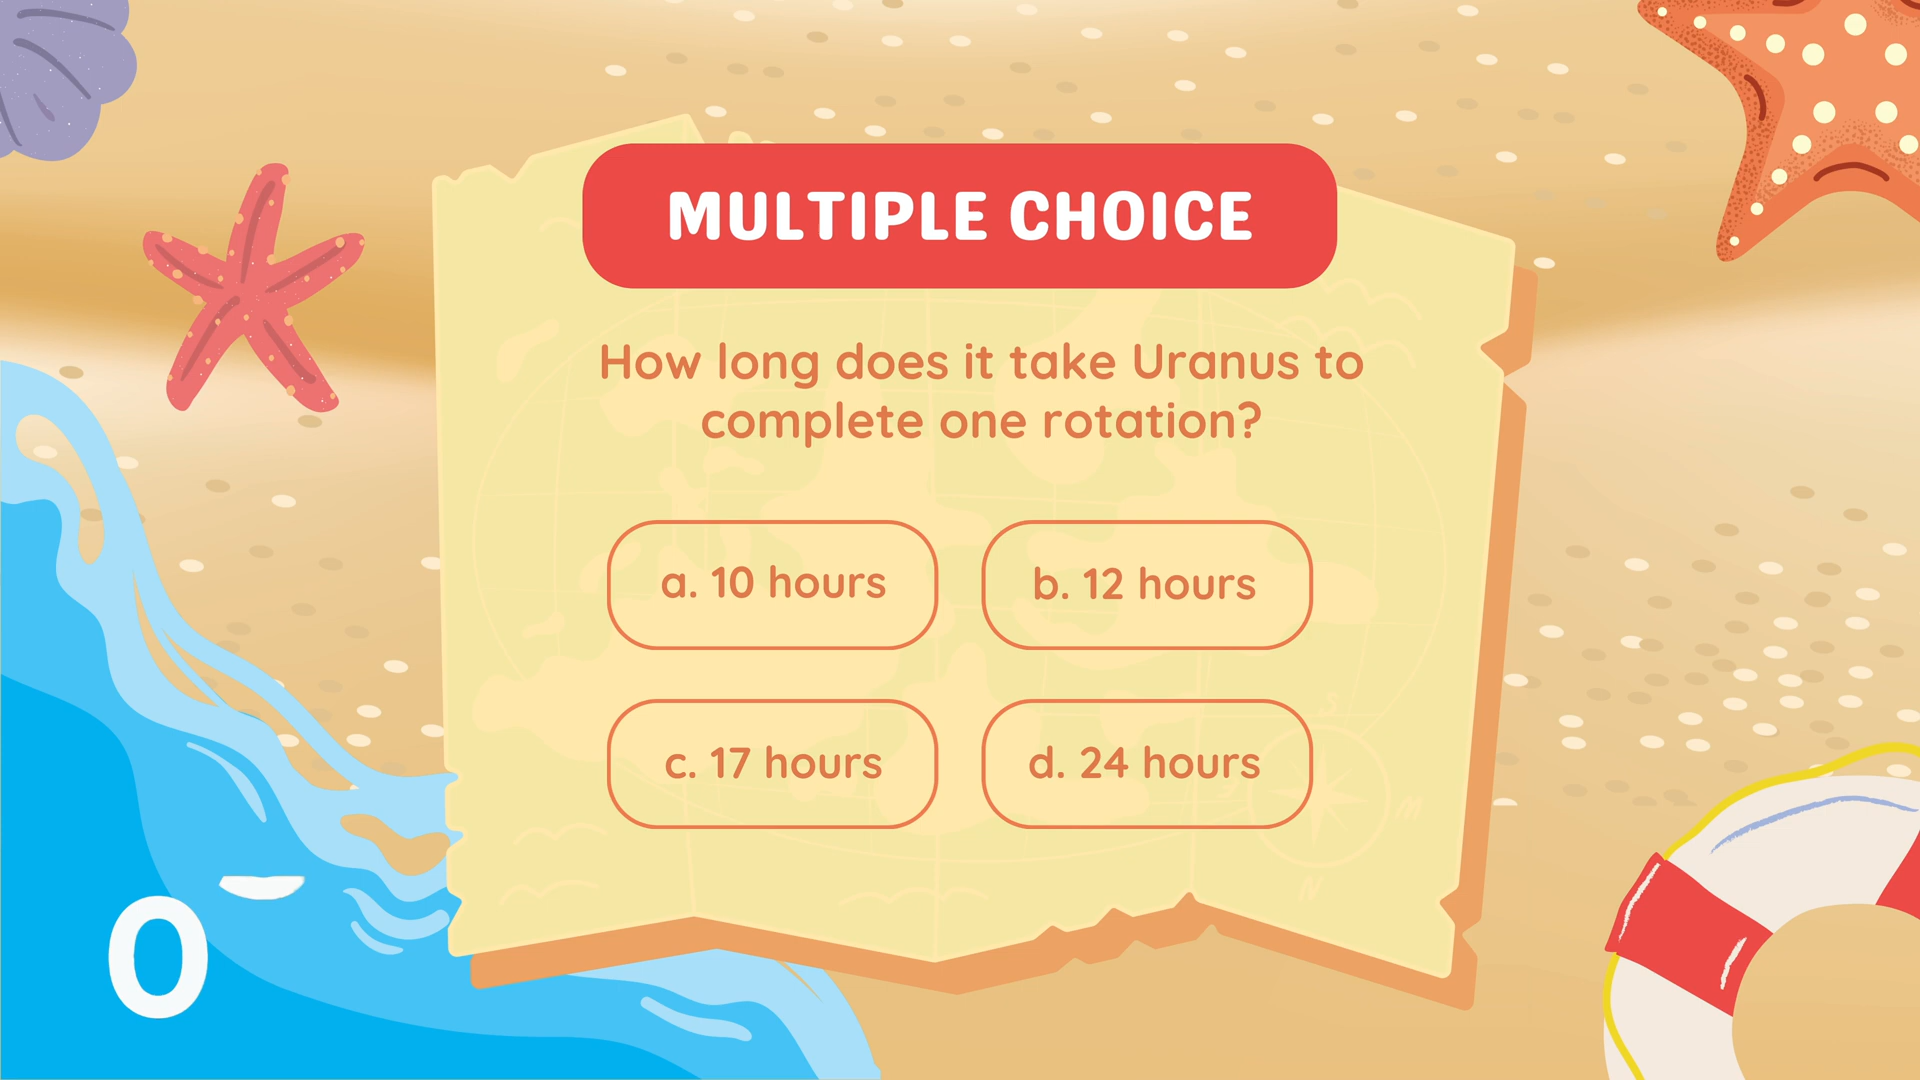 MULTIPLE CHOICE
How long does it take Uranus to
complete one rotation?
a. 10 hours
b. 12 hours
c. 17 hours
d. 24 hours
S
M
N
0